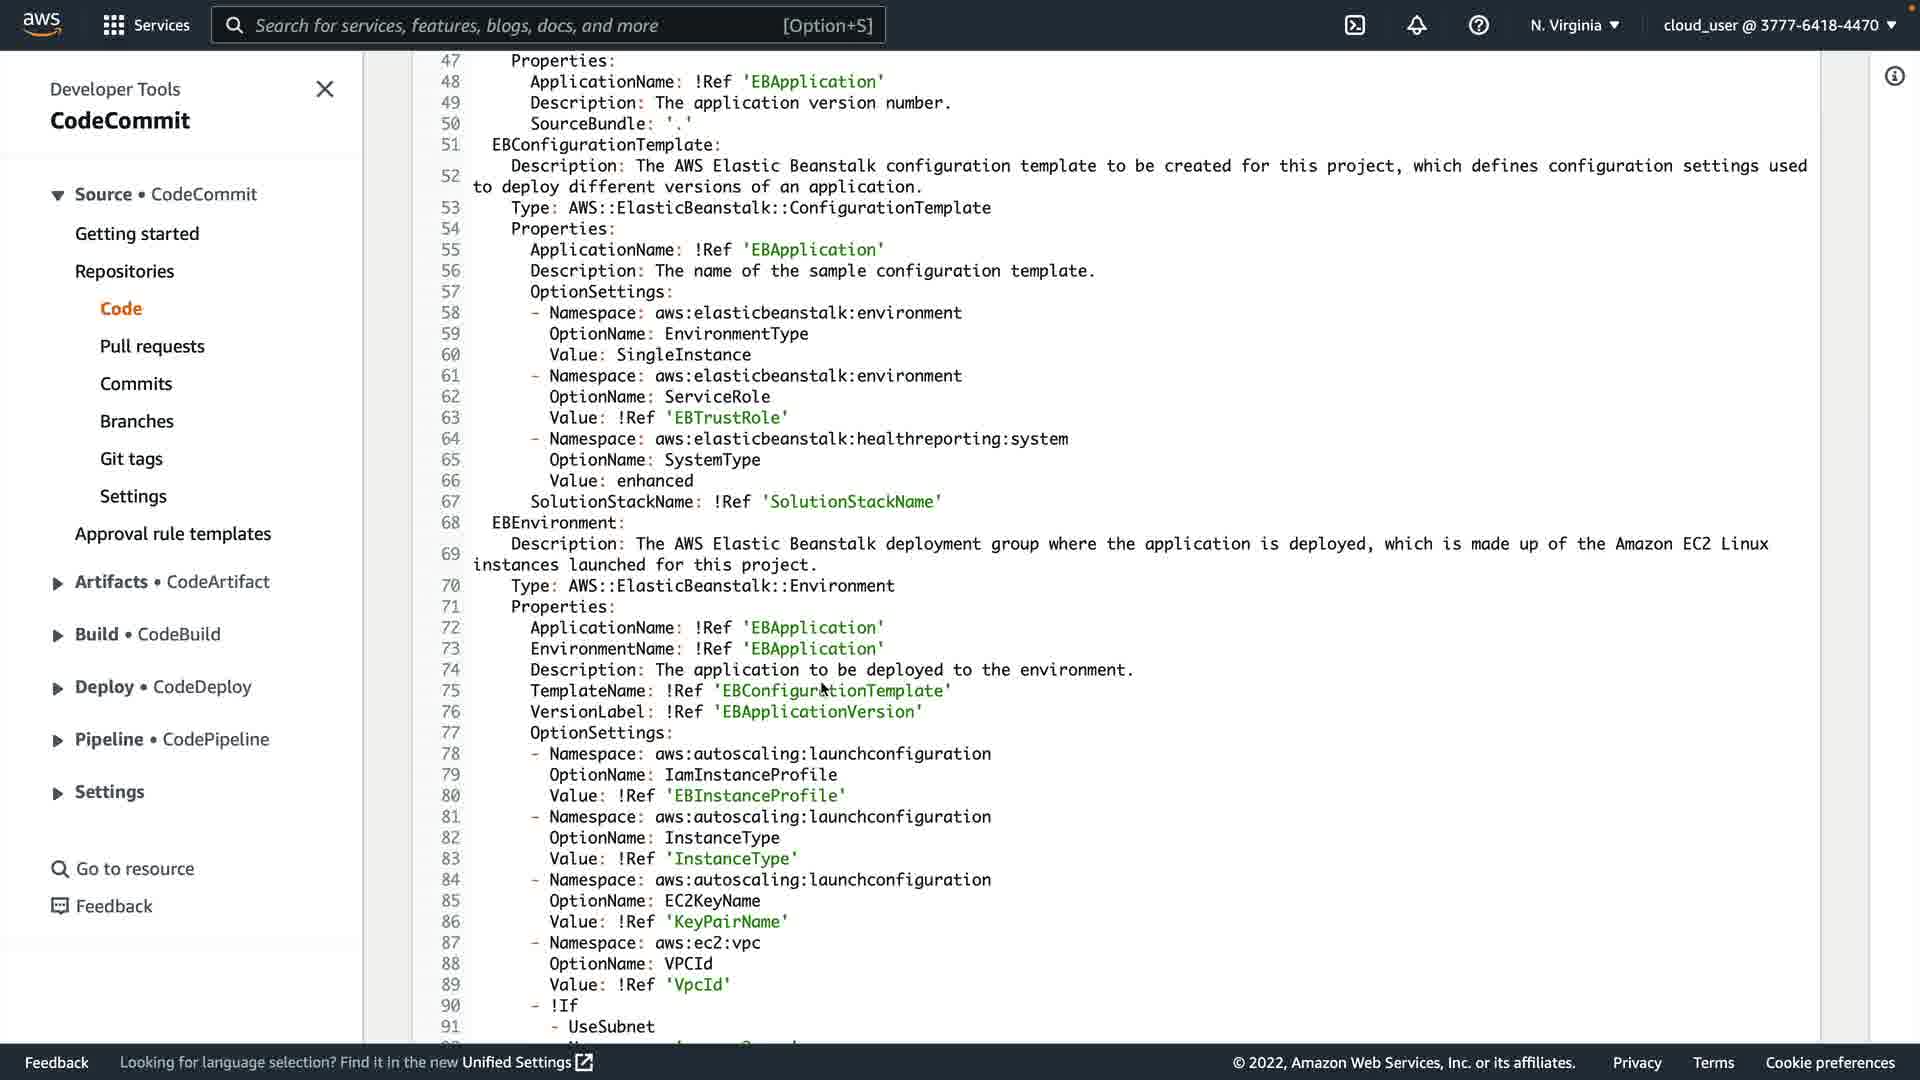 aws
Services
Search for services, features, blogs, docs, and more
[Option+S]
N. Virginia ▼
cloud_user @ 3777-6418-4470 ▼
Developer Tools
CodeCommit
Source • CodeCommit
Getting started
Repositories
Code
Pull requests
Commits
Branches
Git tags
Settings
Approval rule templates
Artifacts • CodeArtifact
Build • CodeBuild
Deploy • CodeDeploy
Pipeline • CodePipeline
Settings
Go to resource
Feedback
47     Properties:
48       ApplicationName: !Ref 'EBApplication'
49       Description: The application version number.
50       SourceBundle: '.'
51   EBConfigurationTemplate:
52     Description: The AWS Elastic Beanstalk configuration template to be created for this project, which defines configuration settings used
to deploy different versions of an application.
53     Type: AWS::ElasticBeanstalk::ConfigurationTemplate
54     Properties:
55       ApplicationName: !Ref 'EBApplication'
56       Description: The name of the sample configuration template.
57       OptionSettings:
58       - Namespace: aws:elasticbeanstalk:environment
59         OptionName: EnvironmentType
60         Value: SingleInstance
61       - Namespace: aws:elasticbeanstalk:environment
62         OptionName: ServiceRole
63         Value: !Ref 'EBTrustRole'
64       - Namespace: aws:elasticbeanstalk:healthreporting:system
65         OptionName: SystemType
66         Value: enhanced
67       SolutionStackName: !Ref 'SolutionStackName'
68   EBEnvironment:
69     Description: The AWS Elastic Beanstalk deployment group where the application is deployed, which is made up of the Amazon EC2 Linux
instances launched for this project.
70     Type: AWS::ElasticBeanstalk::Environment
71     Properties:
72       ApplicationName: !Ref 'EBApplication'
73       EnvironmentName: !Ref 'EBApplication'
74       Description: The application to be deployed to the environment.
75       TemplateName: !Ref 'EBConfigurationTemplate'
76       VersionLabel: !Ref 'EBApplicationVersion'
77       OptionSettings:
78       - Namespace: aws:autoscaling:launchconfiguration
79         OptionName: IamInstanceProfile
80         Value: !Ref 'EBInstanceProfile'
81       - Namespace: aws:autoscaling:launchconfiguration
82         OptionName: InstanceType
83         Value: !Ref 'InstanceType'
84       - Namespace: aws:autoscaling:launchconfiguration
85         OptionName: EC2KeyName
86         Value: !Ref 'KeyPairName'
87       - Namespace: aws:ec2:vpc
88         OptionName: VPCId
89         Value: !Ref 'VpcId'
90       - !If
91         - UseSubnet
Feedback
Looking for language selection? Find it in the new Unified Settings
© 2022, Amazon Web Services, Inc. or its affiliates.
Privacy
Terms
Cookie preferences